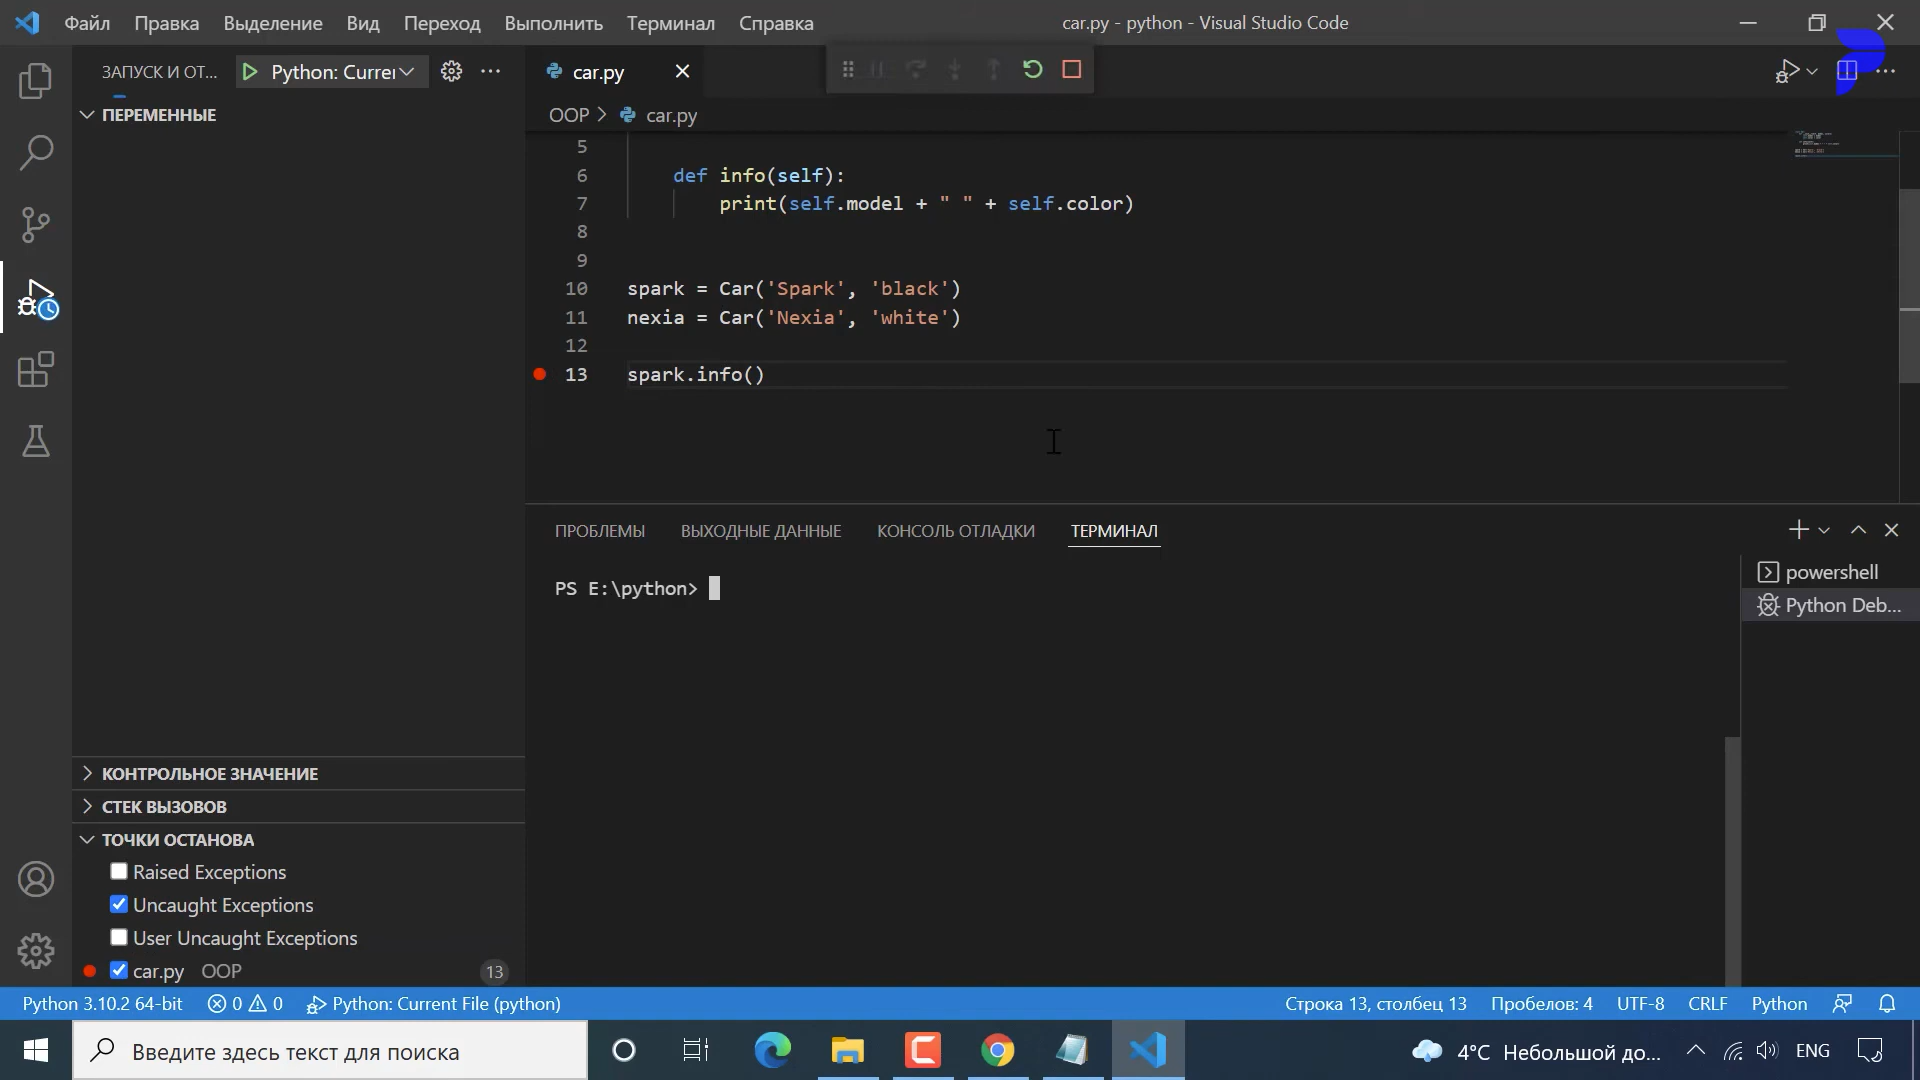 Файл Правка Выделение Вид Переход Выполнить Терминал Справка car.py - python - Visual Studio Code
ЗАПУСК И ОТ... Python: Curre
car.py
ПЕРЕМЕННЫЕ
OOP > car.py
5
6 def info(self):
7 print(self.model + " " + self.color)
8
9
10 spark = Car('Spark', 'black')
11 nexia = Car('Nexia', 'white')
12
13 spark.info()
ПРОБЛЕМЫ ВЫХОДНЫЕ ДАННЫЕ КОНСОЛЬ ОТЛАДКИ ТЕРМИНАЛ
PS E:\python>
powershell
Python Deb...
КОНТРОЛЬНОЕ ЗНАЧЕНИЕ
СТЕК ВЫЗОВОВ
ТОЧКИ ОСТАНОВА
Raised Exceptions
Uncaught Exceptions
User Uncaught Exceptions
car.py OOP 13
Python 3.10.2 64-bit 0 0 Python: Current File (python) Строка 13, столбец 13 Пробелов: 4 UTF-8 CRLF Python
Введите здесь текст для поиска 4°C Небольшой до... ENG